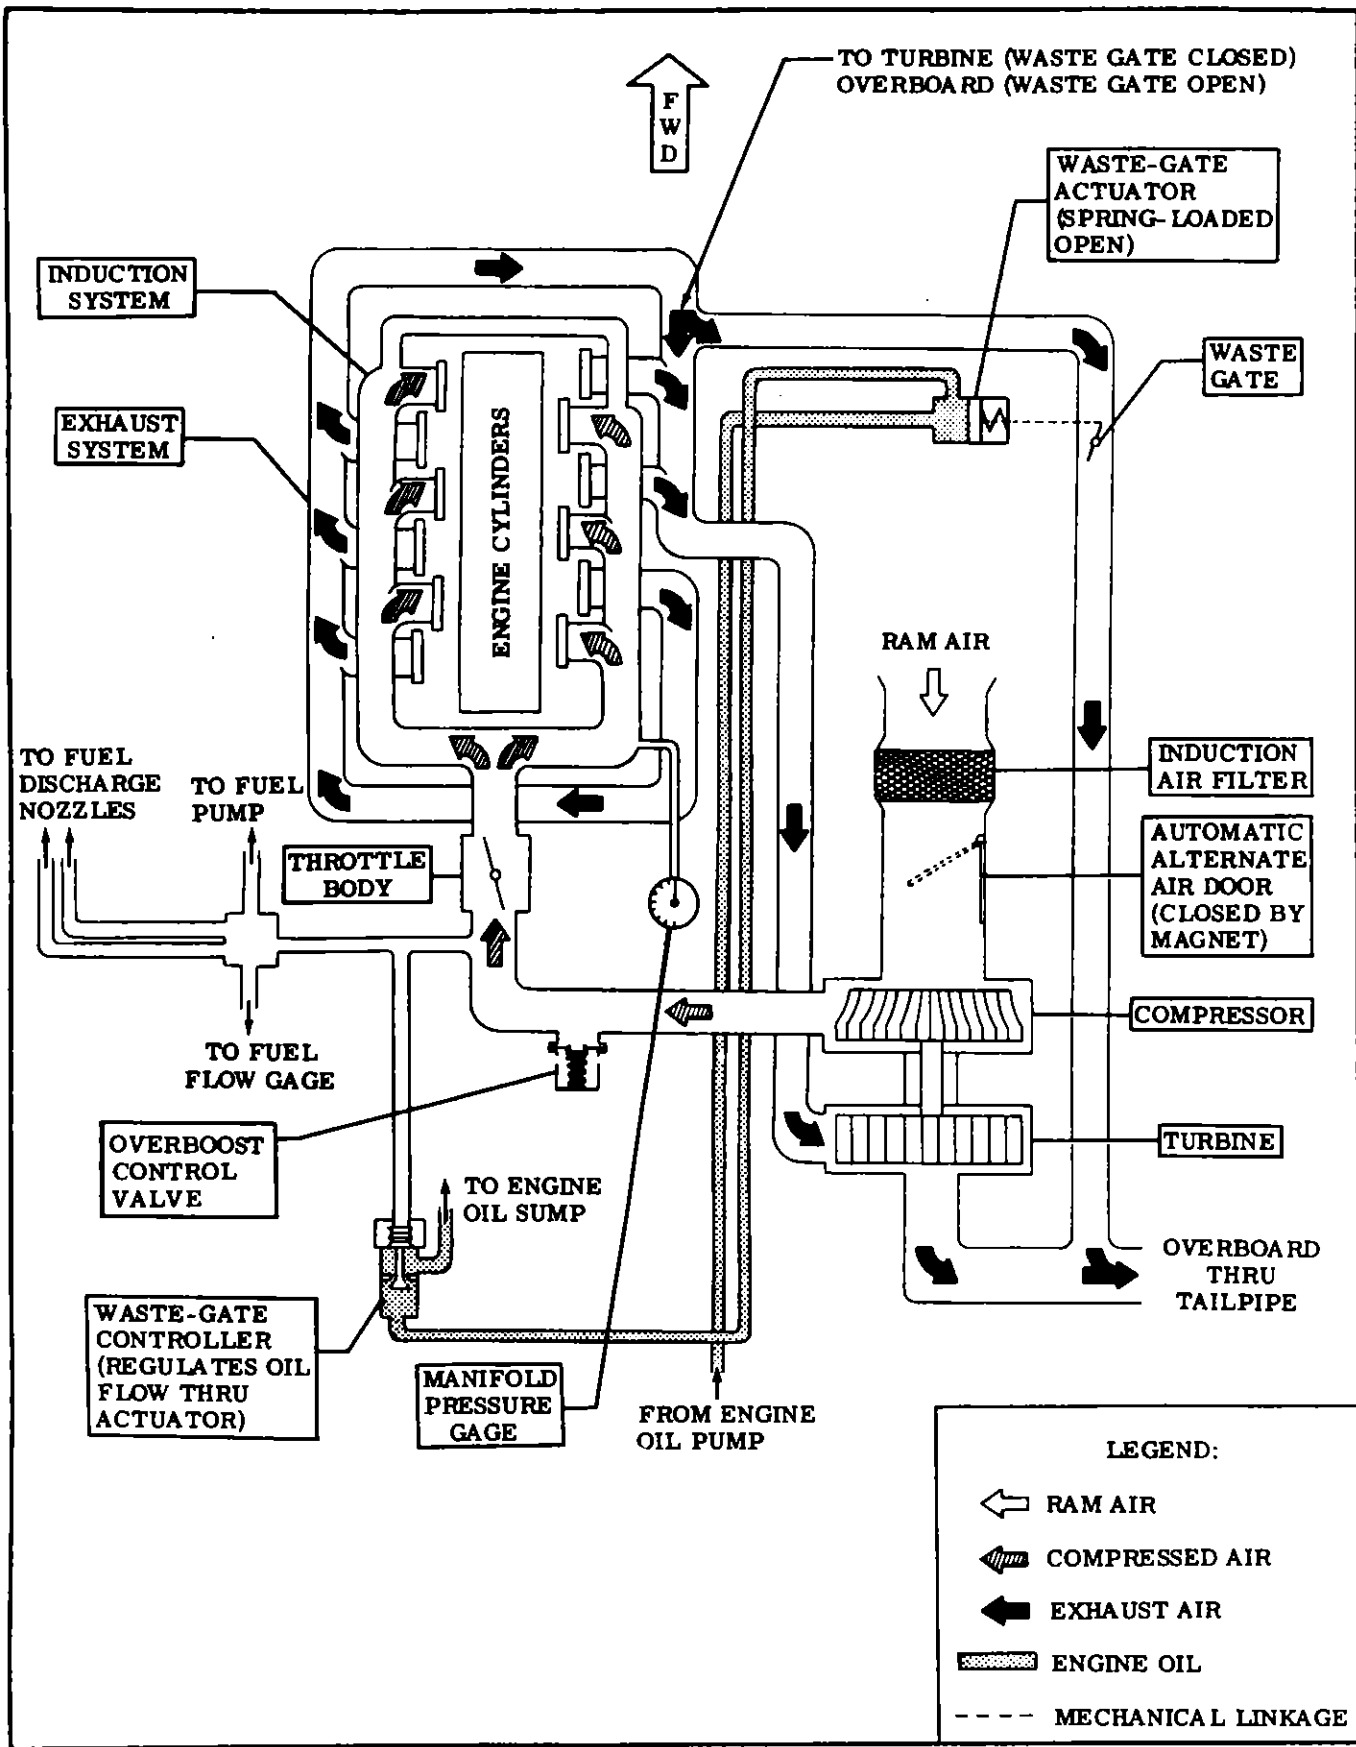 TO TURBINE (WASTE GATE CLOSED)
OVERBOARD (WASTE GATE OPEN)
FWD
WASTE-GATE
ACTUATOR
(SPRING-LOADED
OPEN)
INDUCTION
SYSTEM
WASTE
GATE
EXHAUST
SYSTEM
ENGINE CYLINDERS
RAM AIR
TO FUEL
DISCHARGE
NOZZLES
TO FUEL
PUMP
INDUCTION
AIR FILTER
THROTTLE
BODY
AUTOMATIC
ALTERNATE
AIR DOOR
(CLOSED BY
MAGNET)
COMPRESSOR
TO FUEL
FLOW GAGE
OVERBOOST
CONTROL
VALVE
TURBINE
TO ENGINE
OIL SUMP
OVERBOARD
THRU
TAILPIPE
WASTE-GATE
CONTROLLER
(REGULATES OIL
FLOW THRU
ACTUATOR)
MANIFOLD
PRESSURE
GAGE
FROM ENGINE
OIL PUMP
LEGEND:
RAM AIR
COMPRESSED AIR
EXHAUST AIR
ENGINE OIL
MECHANICAL LINKAGE